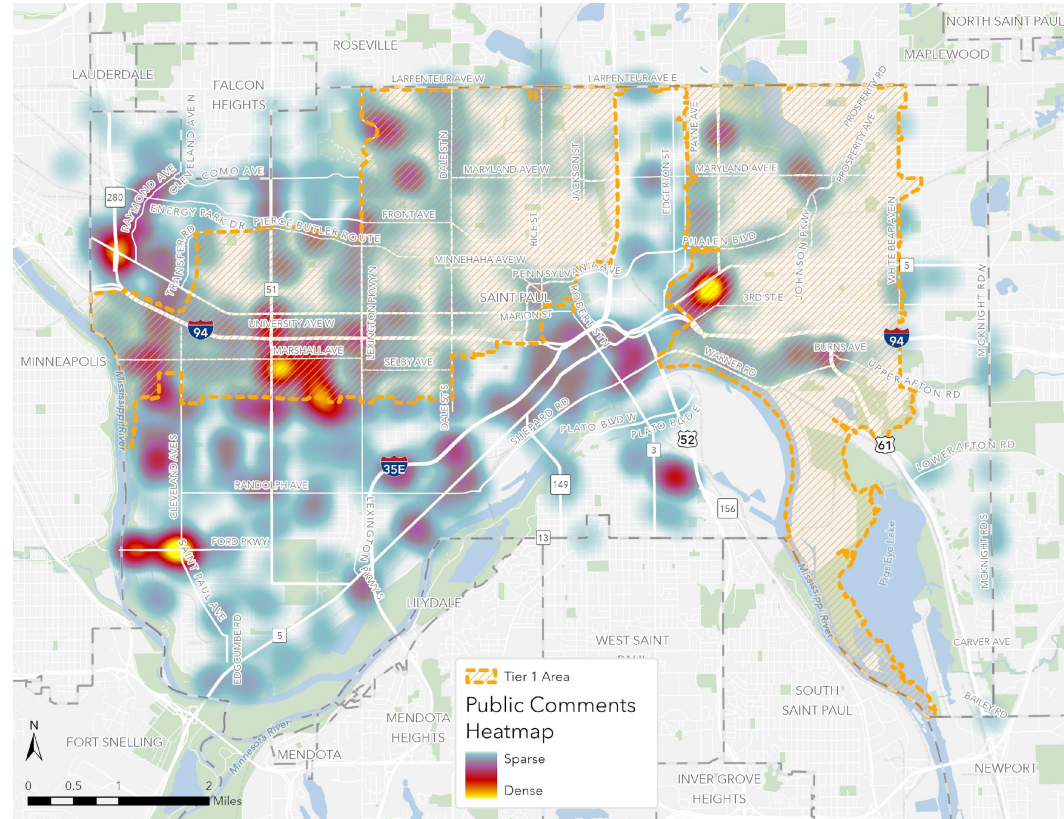 NORTH SAINT PAUL
ROSEVILLE
MAPLEWOOD
LAUDERDALE
FALCON
HEIGHTS
LARPENTEUR AVE W
LARPENTEUR AVE E
PROSPERITY RD
PROSPERITY AVE
CLEVELAND AVE N
DALE ST N
JACKSON ST
EDGERTON ST
PAYNE AVE
COMO AVE
MARYLAND AVE W
MARYLAND AVE E
280
RAYMOND AVE
ENERGY PARK DR
PIERCE BUTLER ROUTE
FRONT AVE
TRANSFER RD
RICE ST
PHALEN BLVD
JOHNSON PKWY
WHITE BEAR AVE N
MINNEHAHA AVE W
PENNSYLVANIA AVE
5
MCKNIGHT RD N
51
LEXINGTON PKWY N
SAINT PAUL
ROBERT ST N
3RD ST E
MARION ST
94
UNIVERSITY AVE W
MINNEAPOLIS
MARSHALL AVE
SELBY AVE
WARNER RD
BURNS AVE
94
UPPER AFTON RD
Mississippi River
DALE ST S
SHEPARD RD
PLATO BLVD W
PLATO BLVD E
52
61
LOWER AFTON RD
CLEVELAND AVE S
35E
3
RANDOLPH AVE
149
156
LEXINGTON PKWY S
13
FORD PKWY
SAINT PAUL AVE
Pigs Eye Lake
MCKNIGHT RD S
Mississippi River
LILYDALE
EDGCUMBE RD
5
WEST SAINT
CARVER AVE
Tier 1 Area
Public Comments
Heatmap
Sparse
Dense
SOUTH
SAINT PAUL
BAILEY RD
N
FORT SNELLING
Minnesota River
MENDOTA
HEIGHTS
MENDOTA
NEWPORT
INVER GROVE
HEIGHTS
0 0.5 1 2
Miles